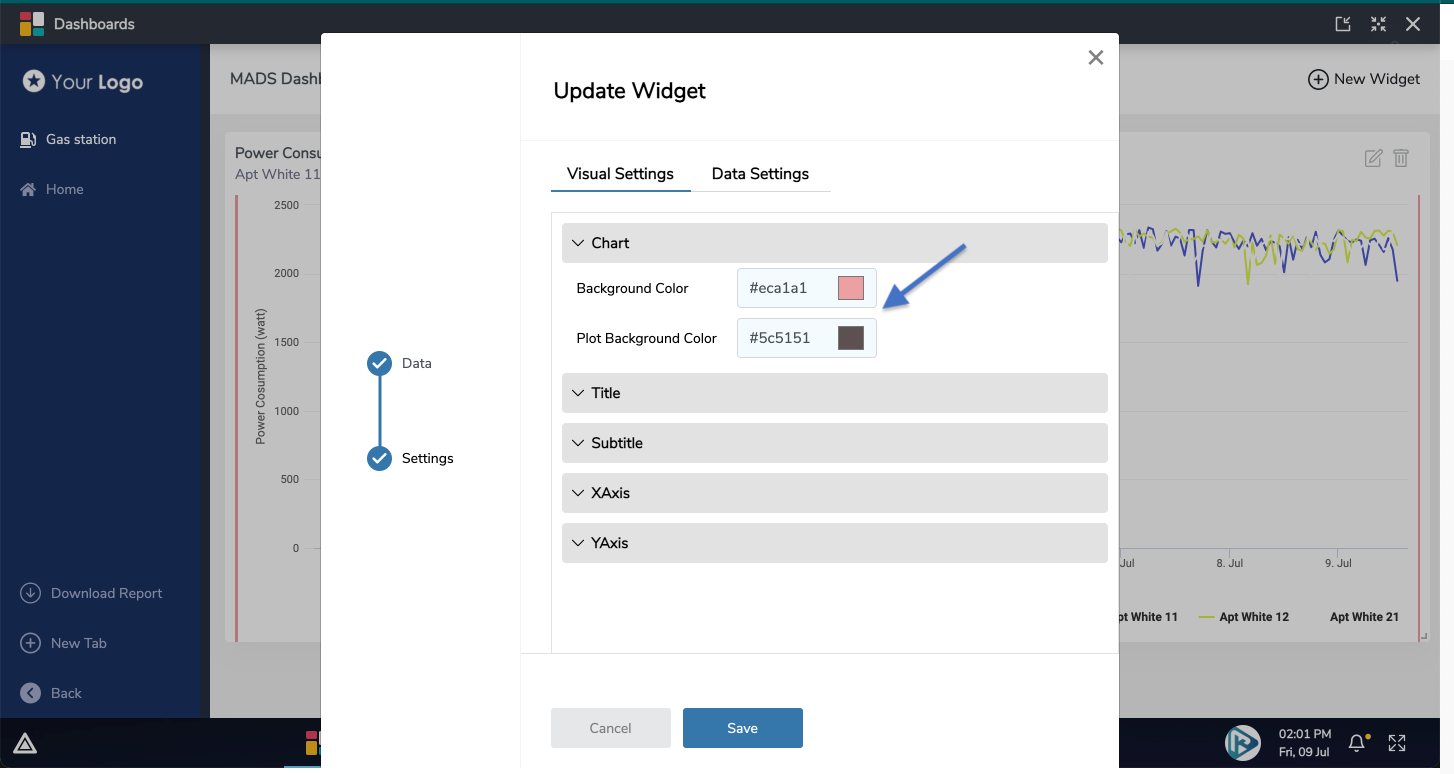 Dashboards
Your Logo
MADS Dashb
New Widget
Gas station
Home
Download Report
New Tab
Back
Power Consu
Apt White 11
2500
2000
1500
1000
500
0
Power Cosumption (watt)
Update Widget
Data
Settings
Visual Settings
Data Settings
Chart
Background Color
#eca1a1
Plot Background Color
#5c5151
Title
Subtitle
XAxis
YAxis
Cancel
Save
Jul
8. Jul
9. Jul
pt White 11
Apt White 12
Apt White 21
02:01 PM
Fri, 09 Jul